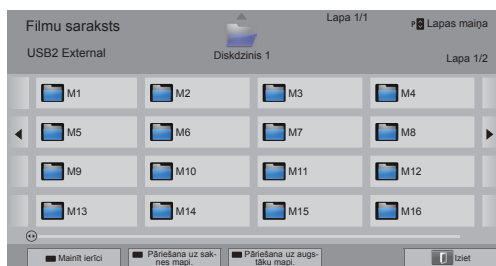 Filmu saraksts
Lapa 1/1
P Lapas maiņa
USB2 External
Diskdzinis 1
Lapa 1/2
M1
M2
M3
M4
M5
M6
M7
M8
M9
M10
M11
M12
M13
M14
M15
M16
Mainīt ierīci
Pāriešana uz sak-
nes mapi.
Pāriešana uz augs-
tāku mapi.
Iziet